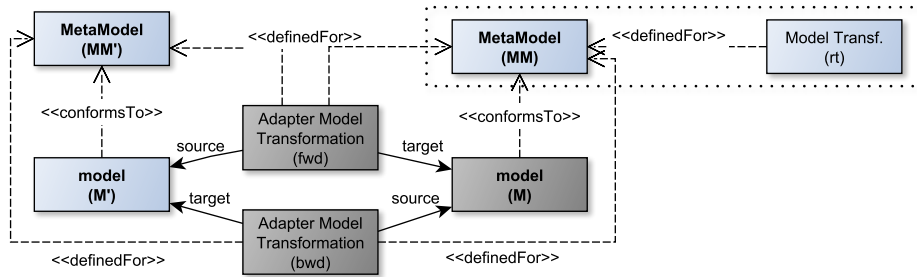 MetaModel
(MM')
<<definedFor>>
MetaModel
(MM)
<<definedFor>>
Model Transf.
(rt)
<<conformsTo>>
Adapter Model
Transformation
(fwd)
<<conformsTo>>
source
target
model
(M')
model
(M)
target
source
Adapter Model
Transformation
(bwd)
<<definedFor>>
<<definedFor>>